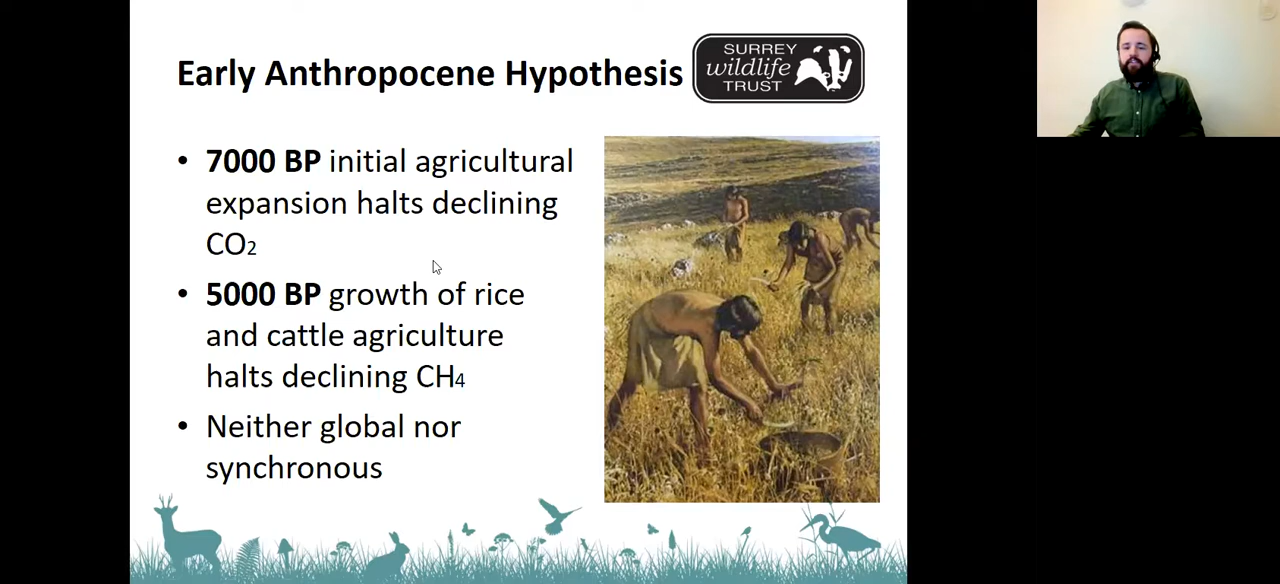 Early Anthropocene Hypothesis
SURREY
wildlife
TRUST
• 7000 BP initial agricultural
expansion halts declining
CO2
• 5000 BP growth of rice
and cattle agriculture
halts declining CH4
• Neither global nor
synchronous